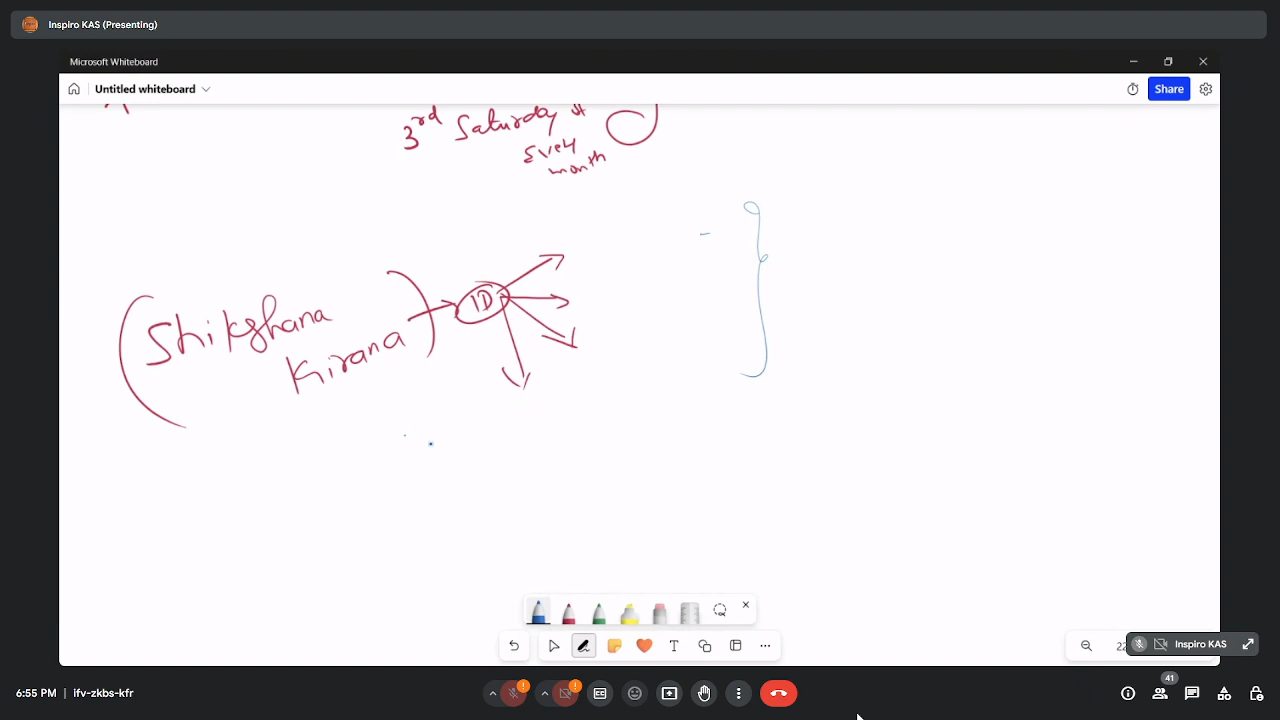 Inspiro KAS (Presenting)
Microsoft Whiteboard
Untitled whiteboard
Share
3rd Saturday of
Every
month
Shikshana
Kirana
ID
T
Inspiro KAS
6:55 PM | ifv-zkbs-kfr
41